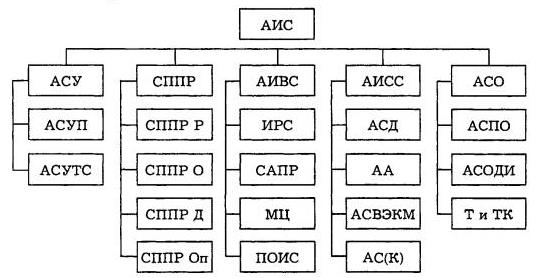 АИС
АСУ СППР АИВС АИСС АСО
АСУП СППР Р ИРС АСД АСПО
АСУТС СППР О САПР АА АСОДИ
СППР Д МЦ АСВЭКМ Т и ТК
СППР Оп ПОИС АС(К)